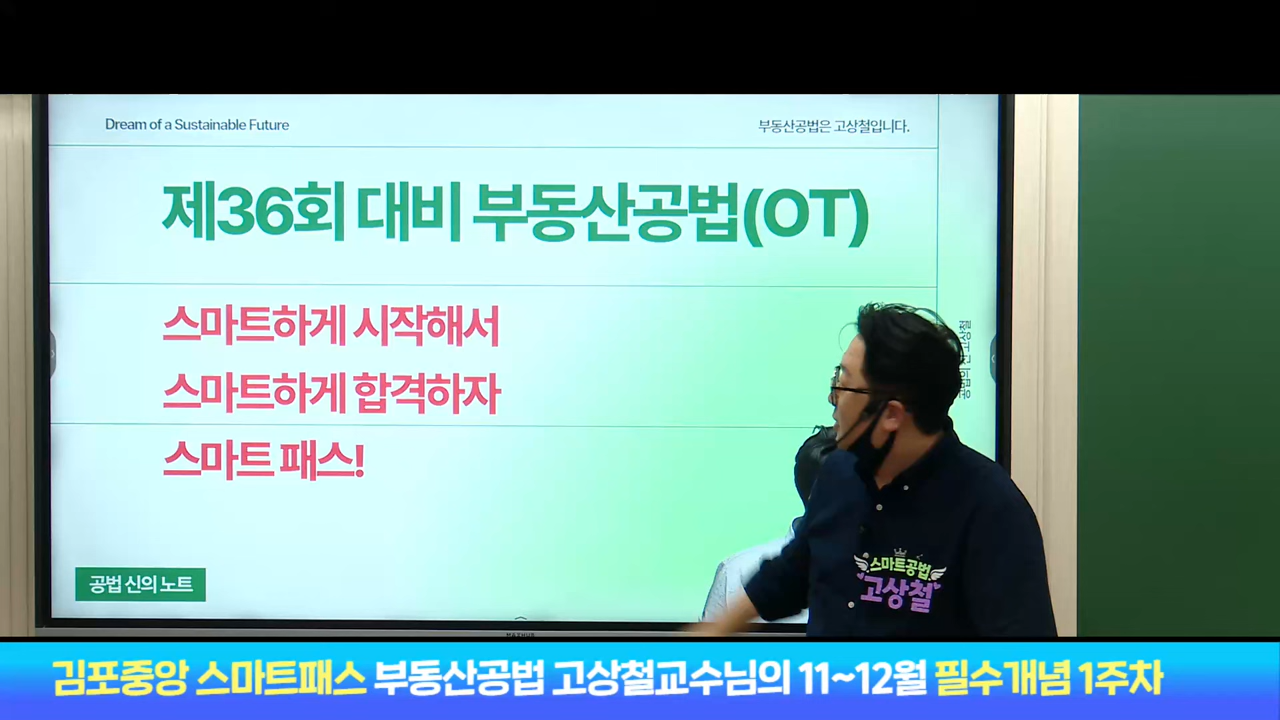 Dream of a Sustainable Future
부동산공법은 고상철입니다.
제36회 대비 부동산공법(OT)
스마트하게 시작해서
스마트하게 합격하자
스마트 패스!
고상철
공법 신의 노트
스마트공법
고상철
김포중앙 스마트패스 부동산공법 고상철교수님의 11~12월 필수개념 1주차